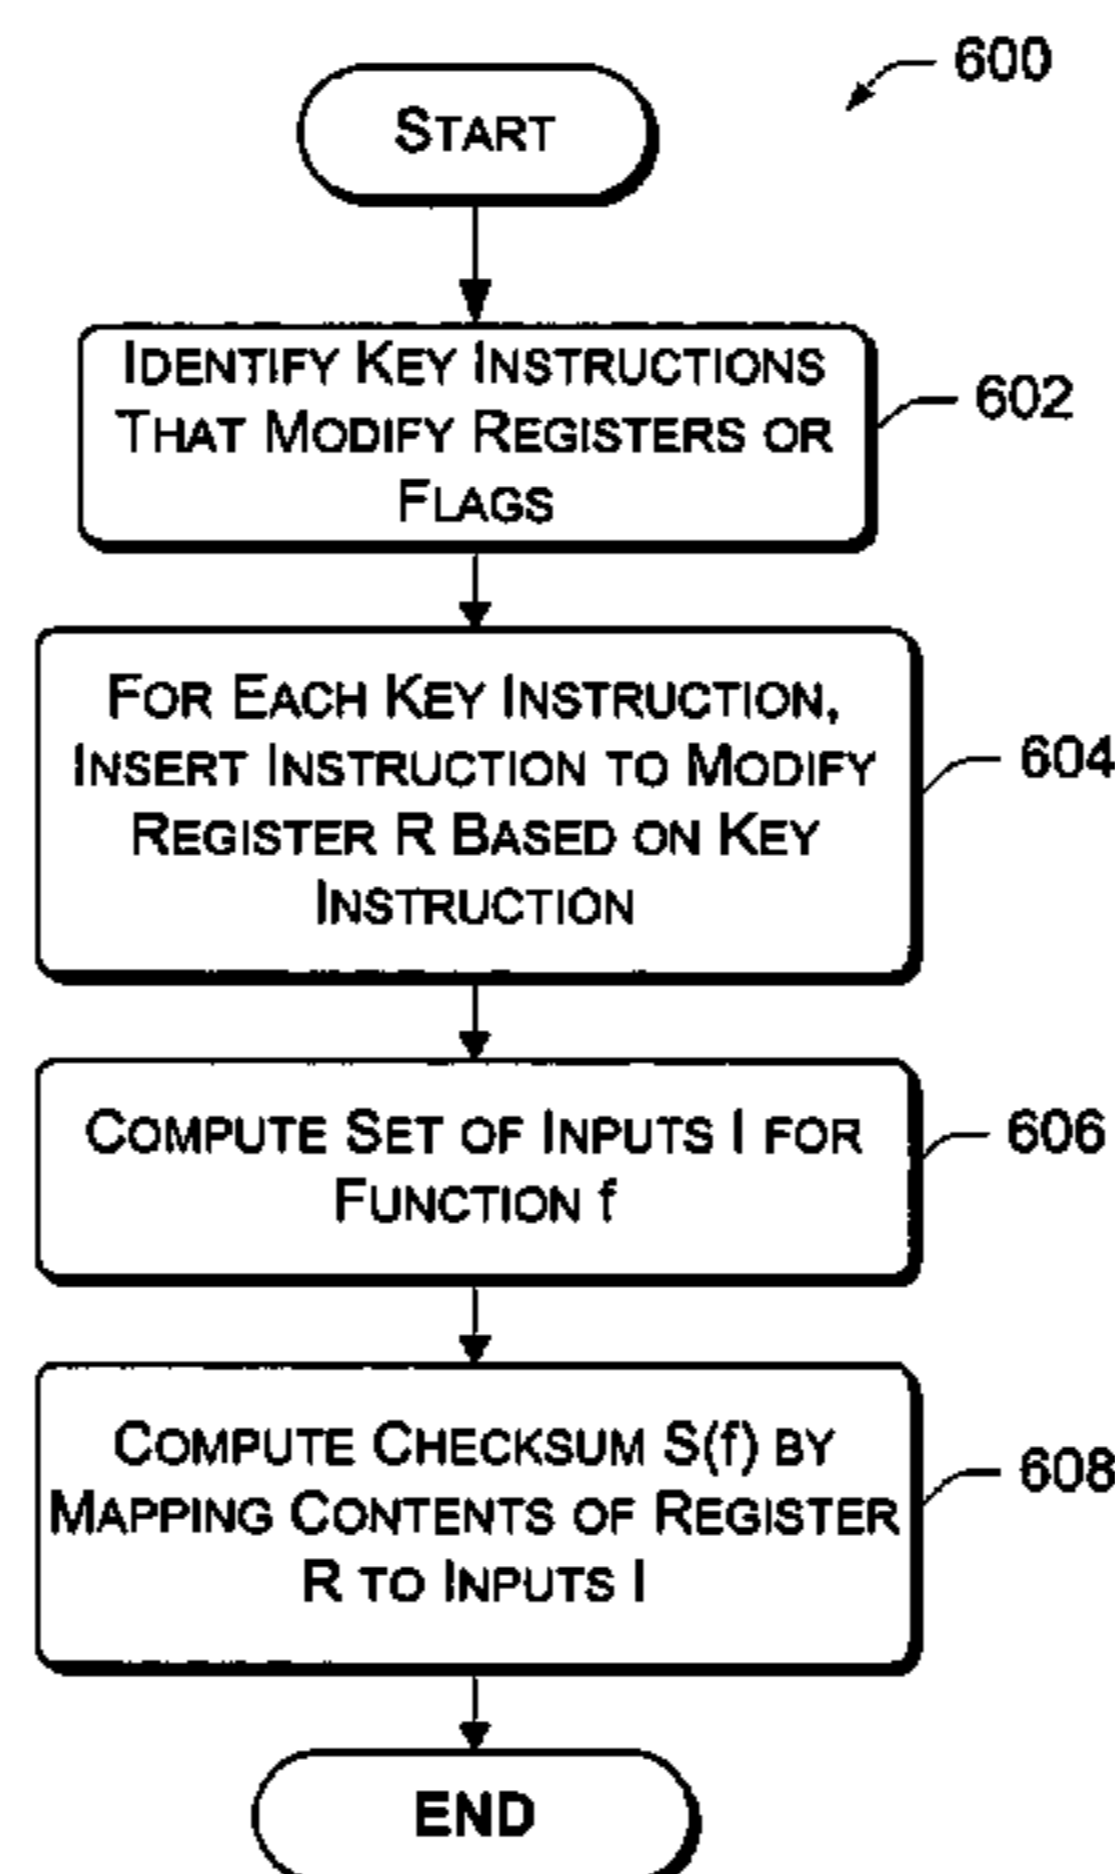 600
START
IDENTIFY KEY INSTRUCTIONS
THAT MODIFY REGISTERS OR
FLAGS
602
FOR EACH KEY INSTRUCTION,
INSERT INSTRUCTION TO MODIFY
REGISTER R BASED ON KEY
INSTRUCTION
604
COMPUTE SET OF INPUTS I FOR
FUNCTION f
606
COMPUTE CHECKSUM S(f) BY
MAPPING CONTENTS OF REGISTER
R TO INPUTS I
608
END